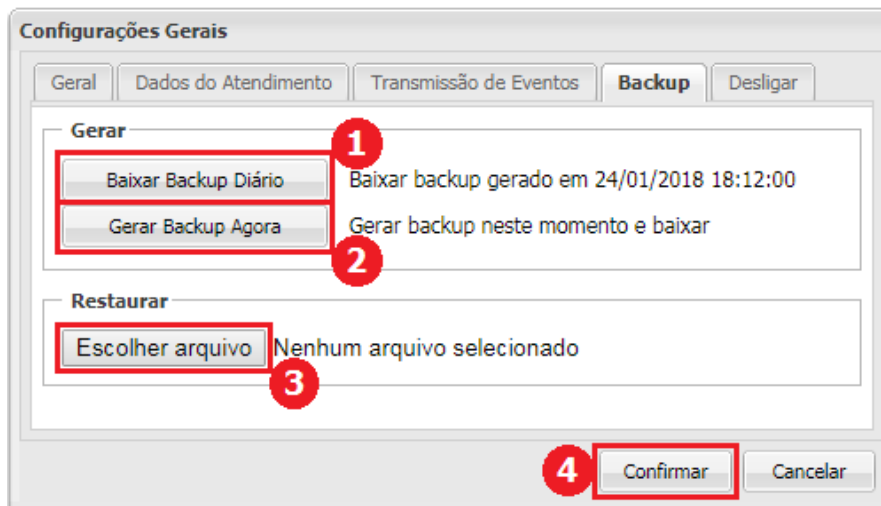 Configurações Gerais
Geral Dados do Atendimento Transmissão de Eventos Backup Desligar
Gerar
1
Baixar Backup Diário Baixar backup gerado em 24/01/2018 18:12:00
Gerar Backup Agora Gerar backup neste momento e baixar
2
Restaurar
Escolher arquivo Nenhum arquivo selecionado
3
4 Confirmar Cancelar